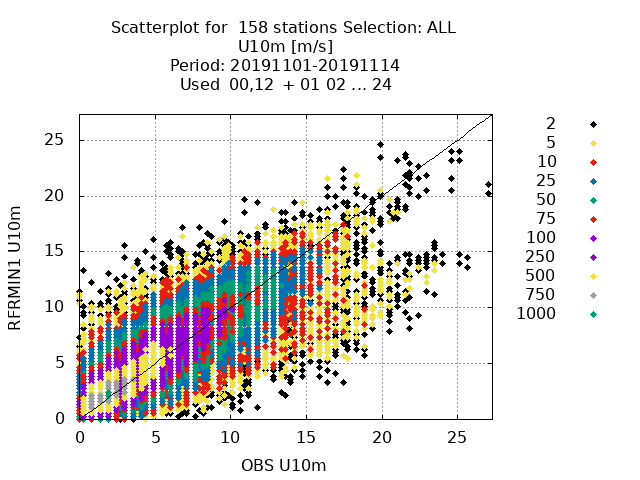 Scatterplot for  158 stations Selection: ALL
U10m [m/s]
Period: 20191101-20191114
Used  00,12  + 01 02 ... 24
RFRMIN1 U10m
25
20
15
10
5
0
0 5 10 15 20 25
OBS U10m
2
5
10
25
50
75
100
250
500
750
1000